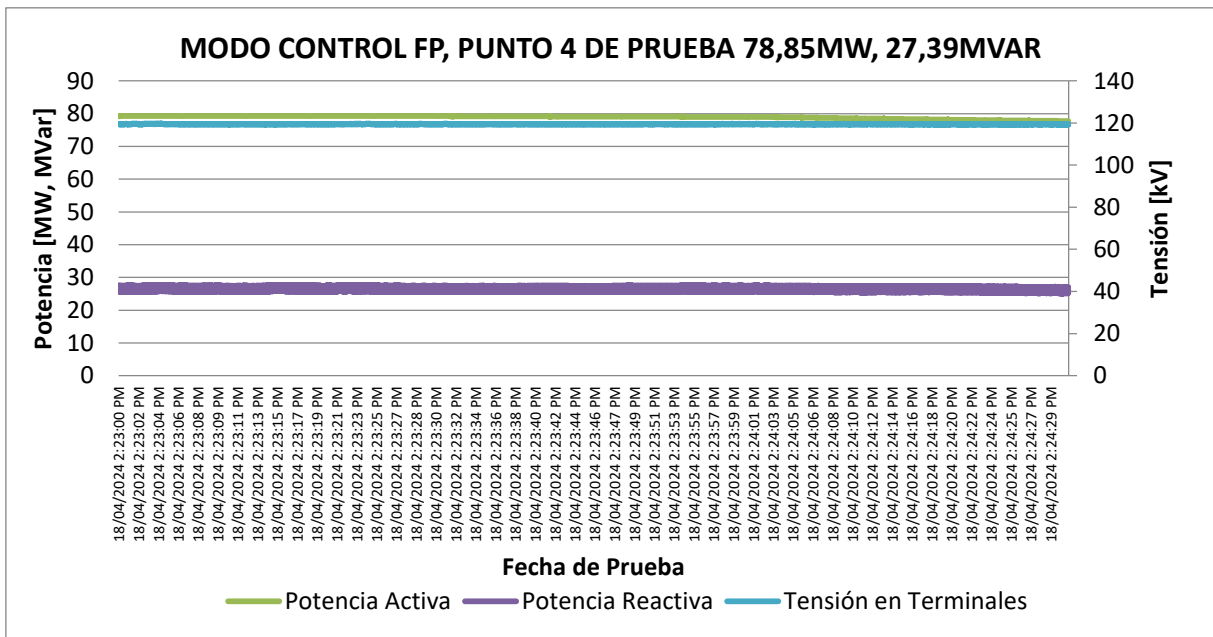 MODO CONTROL FP, PUNTO 4 DE PRUEBA 78,85MW, 27,39MVAR
Potencia [MW, MVar]
90
80
70
60
50
40
30
20
10
0
140
120
100
80
60
40
20
0
Tensión [kV]
18/04/2024 2:23:00 PM
18/04/2024 2:23:02 PM
18/04/2024 2:23:04 PM
18/04/2024 2:23:06 PM
18/04/2024 2:23:08 PM
18/04/2024 2:23:11 PM
18/04/2024 2:23:13 PM
18/04/2024 2:23:15 PM
18/04/2024 2:23:17 PM
18/04/2024 2:23:19 PM
18/04/2024 2:23:21 PM
18/04/2024 2:23:23 PM
18/04/2024 2:23:25 PM
18/04/2024 2:23:27 PM
18/04/2024 2:23:29 PM
18/04/2024 2:23:30 PM
18/04/2024 2:23:32 PM
18/04/2024 2:23:34 PM
18/04/2024 2:23:36 PM
18/04/2024 2:23:38 PM
18/04/2024 2:23:40 PM
18/04/2024 2:23:42 PM
18/04/2024 2:23:44 PM
18/04/2024 2:23:46 PM
18/04/2024 2:23:47 PM
18/04/2024 2:23:49 PM
18/04/2024 2:23:51 PM
18/04/2024 2:23:53 PM
18/04/2024 2:23:55 PM
18/04/2024 2:23:57 PM
18/04/2024 2:23:59 PM
18/04/2024 2:24:01 PM
18/04/2024 2:24:03 PM
18/04/2024 2:24:05 PM
18/04/2024 2:24:06 PM
18/04/2024 2:24:08 PM
18/04/2024 2:24:10 PM
18/04/2024 2:24:12 PM
18/04/2024 2:24:14 PM
18/04/2024 2:24:16 PM
18/04/2024 2:24:18 PM
18/04/2024 2:24:20 PM
18/04/2024 2:24:22 PM
18/04/2024 2:24:24 PM
18/04/2024 2:24:25 PM
18/04/2024 2:24:27 PM
18/04/2024 2:24:29 PM
Fecha de Prueba
Potencia Activa
Potencia Reactiva
Tensión en Terminales